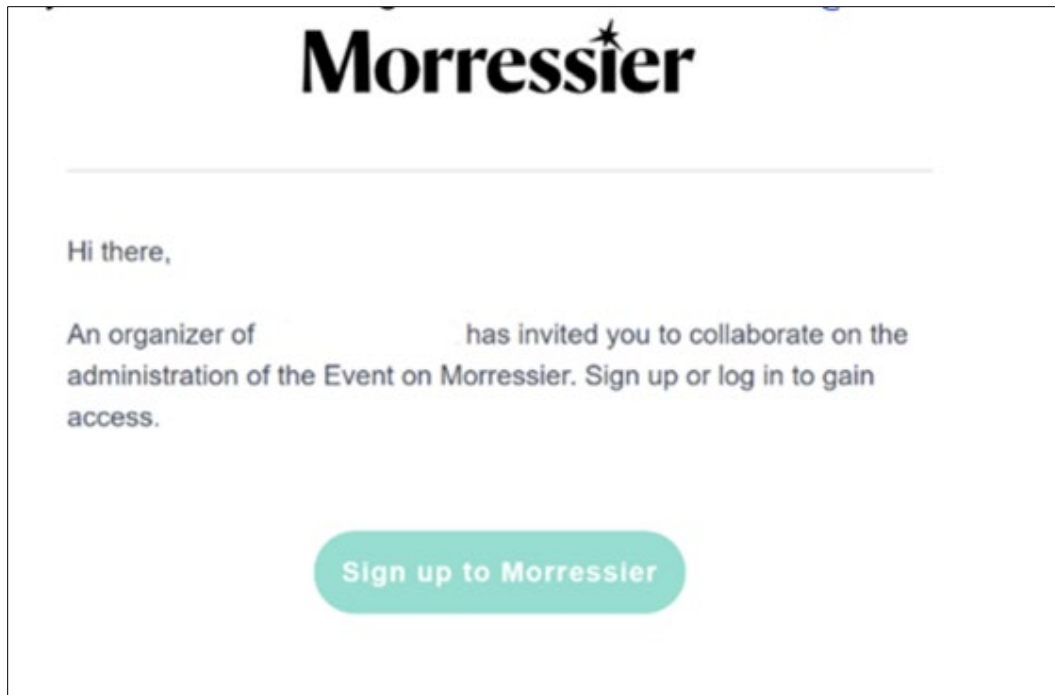 Morressier
Hi there,
An organizer of has invited you to collaborate on the
administration of the Event on Morressier. Sign up or log in to gain
access.
Sign up to Morressier